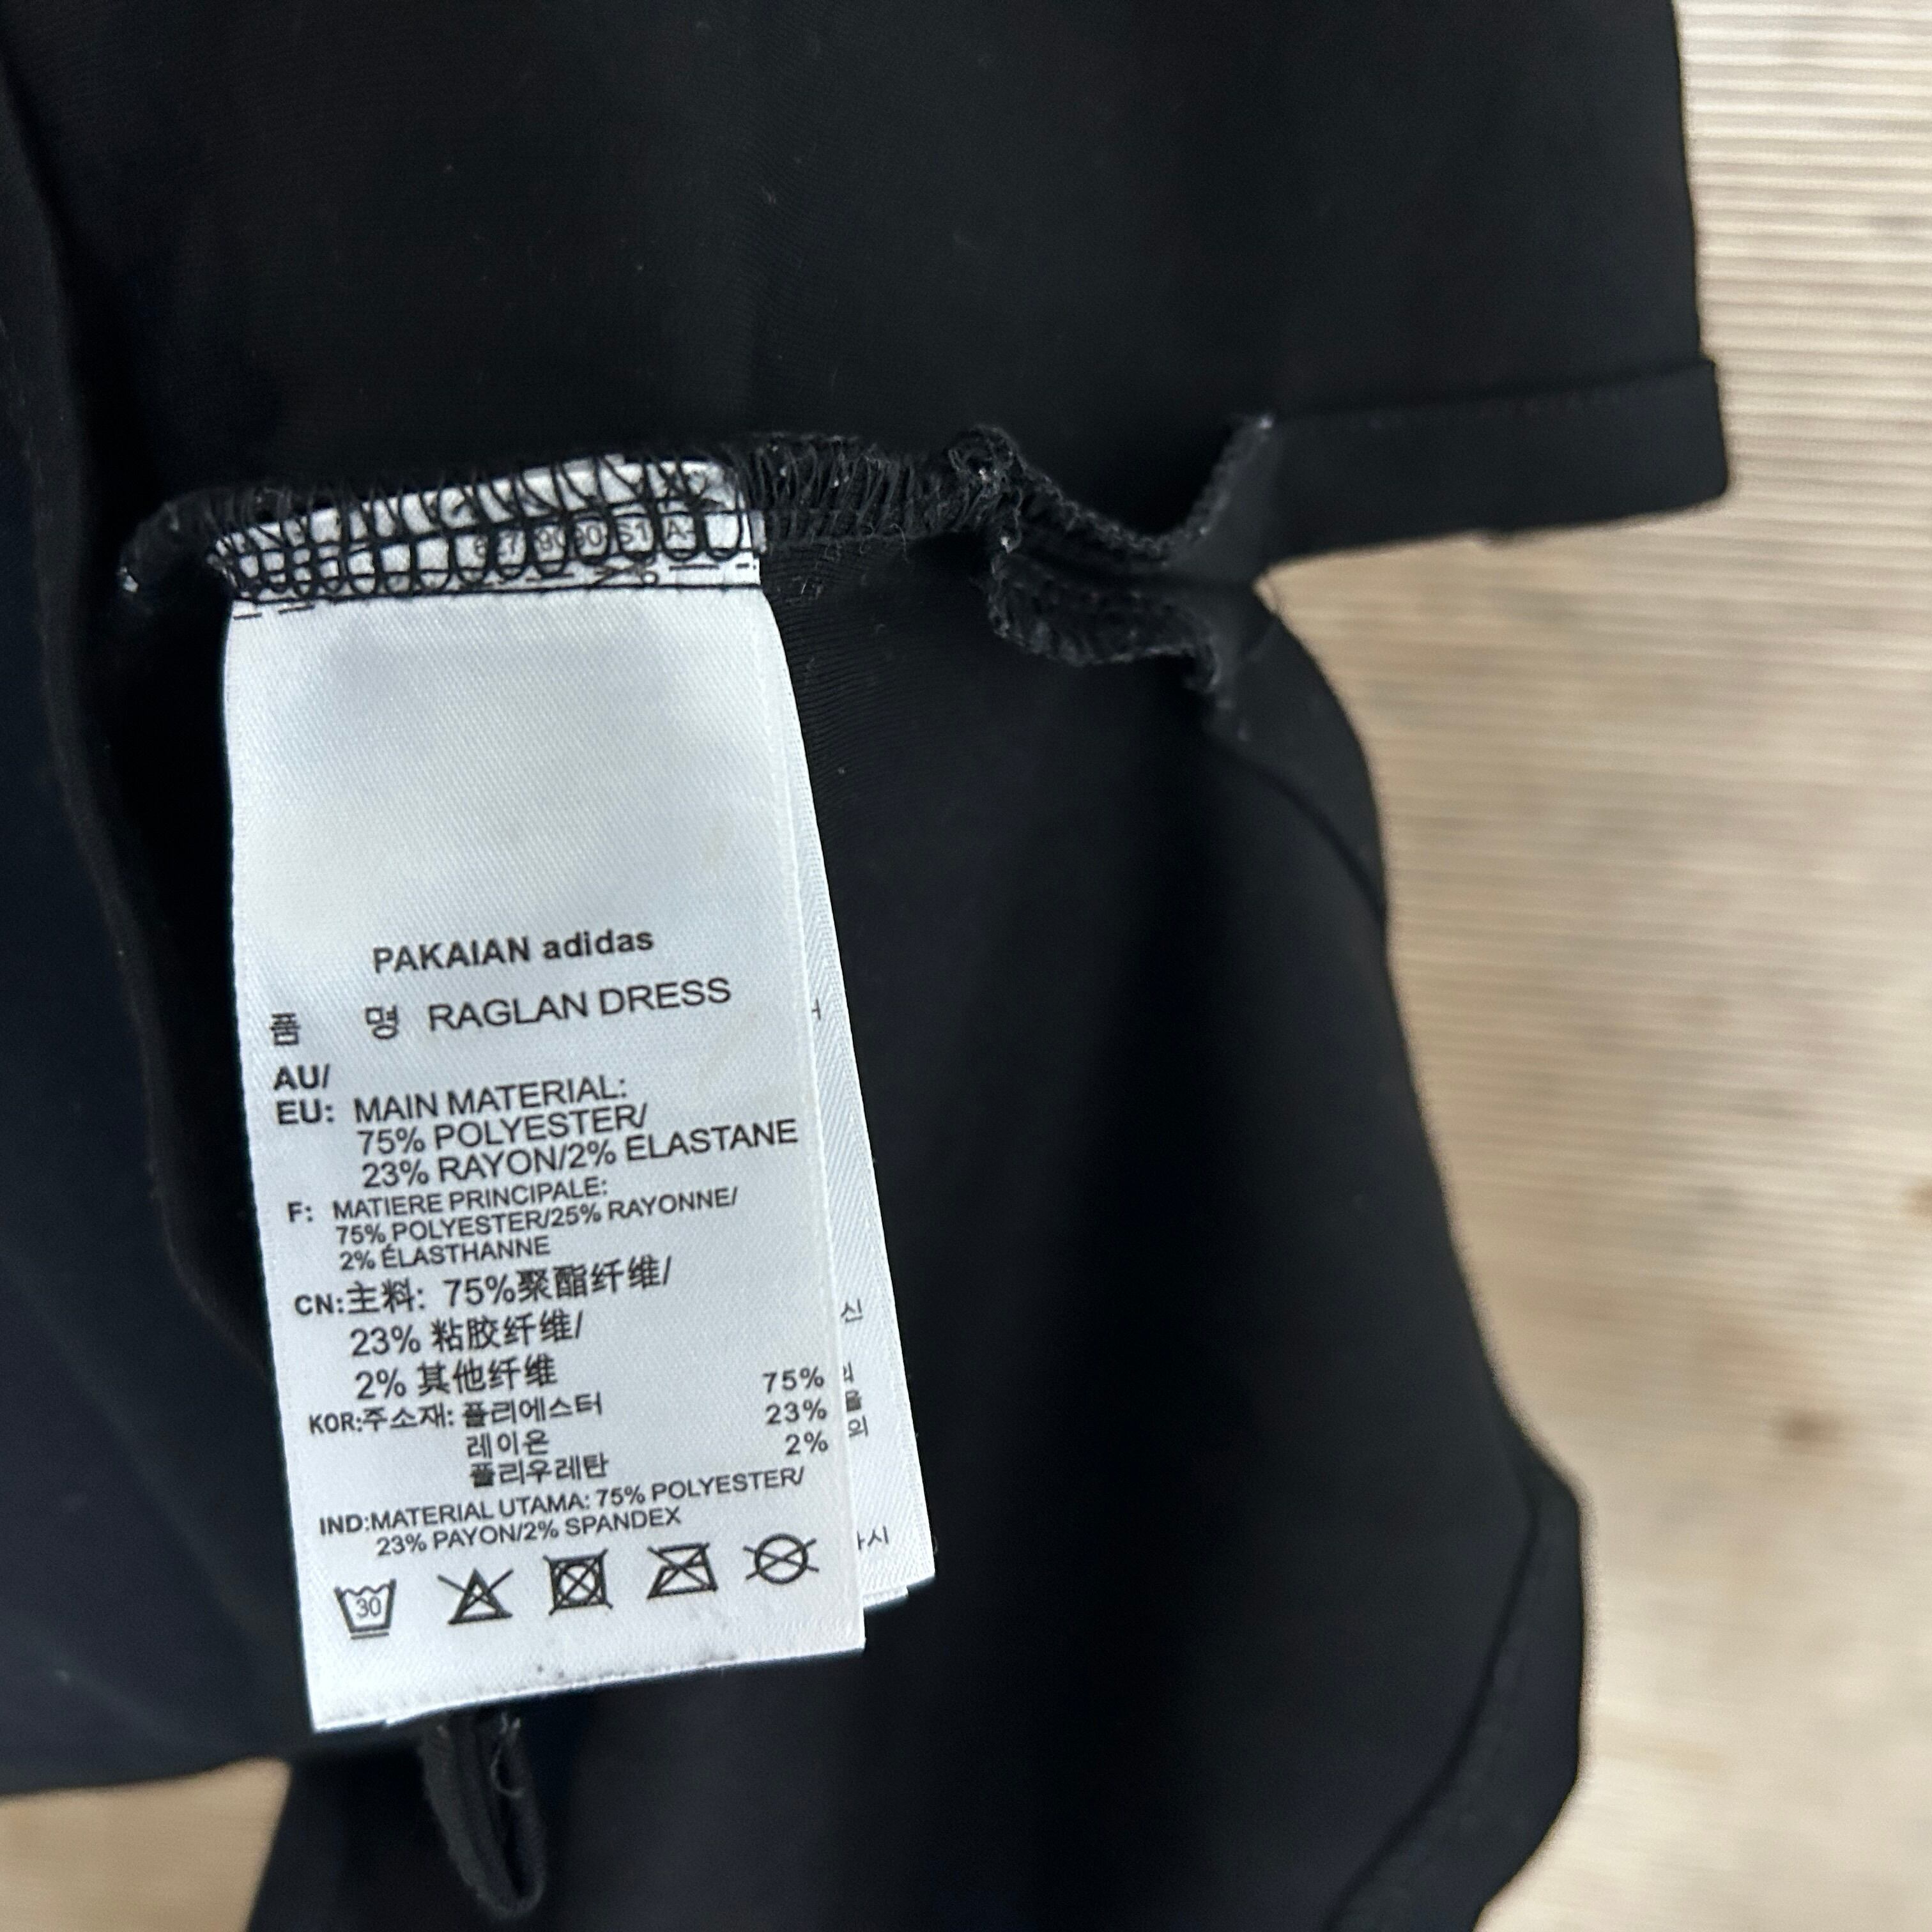 PAKAIAN adidas
품 명 RAGLAN DRESS
AU/
EU: MAIN MATERIAL:
75% POLYESTER/
23% RAYON/2% ELASTANE
F: MATIERE PRINCIPALE:
75% POLYESTER/25% RAYONNE/
2% ÉLASTHANNE
CN:主料: 75%聚酯纤维/
23% 粘胶纤维/
2% 其他纤维
KOR:주소재: 폴리에스터 75%
레이온 23%
폴리우레탄 2%
IND:MATERIAL UTAMA: 75% POLYESTER/
23% PAYON/2% SPANDEX
30
신
을
의